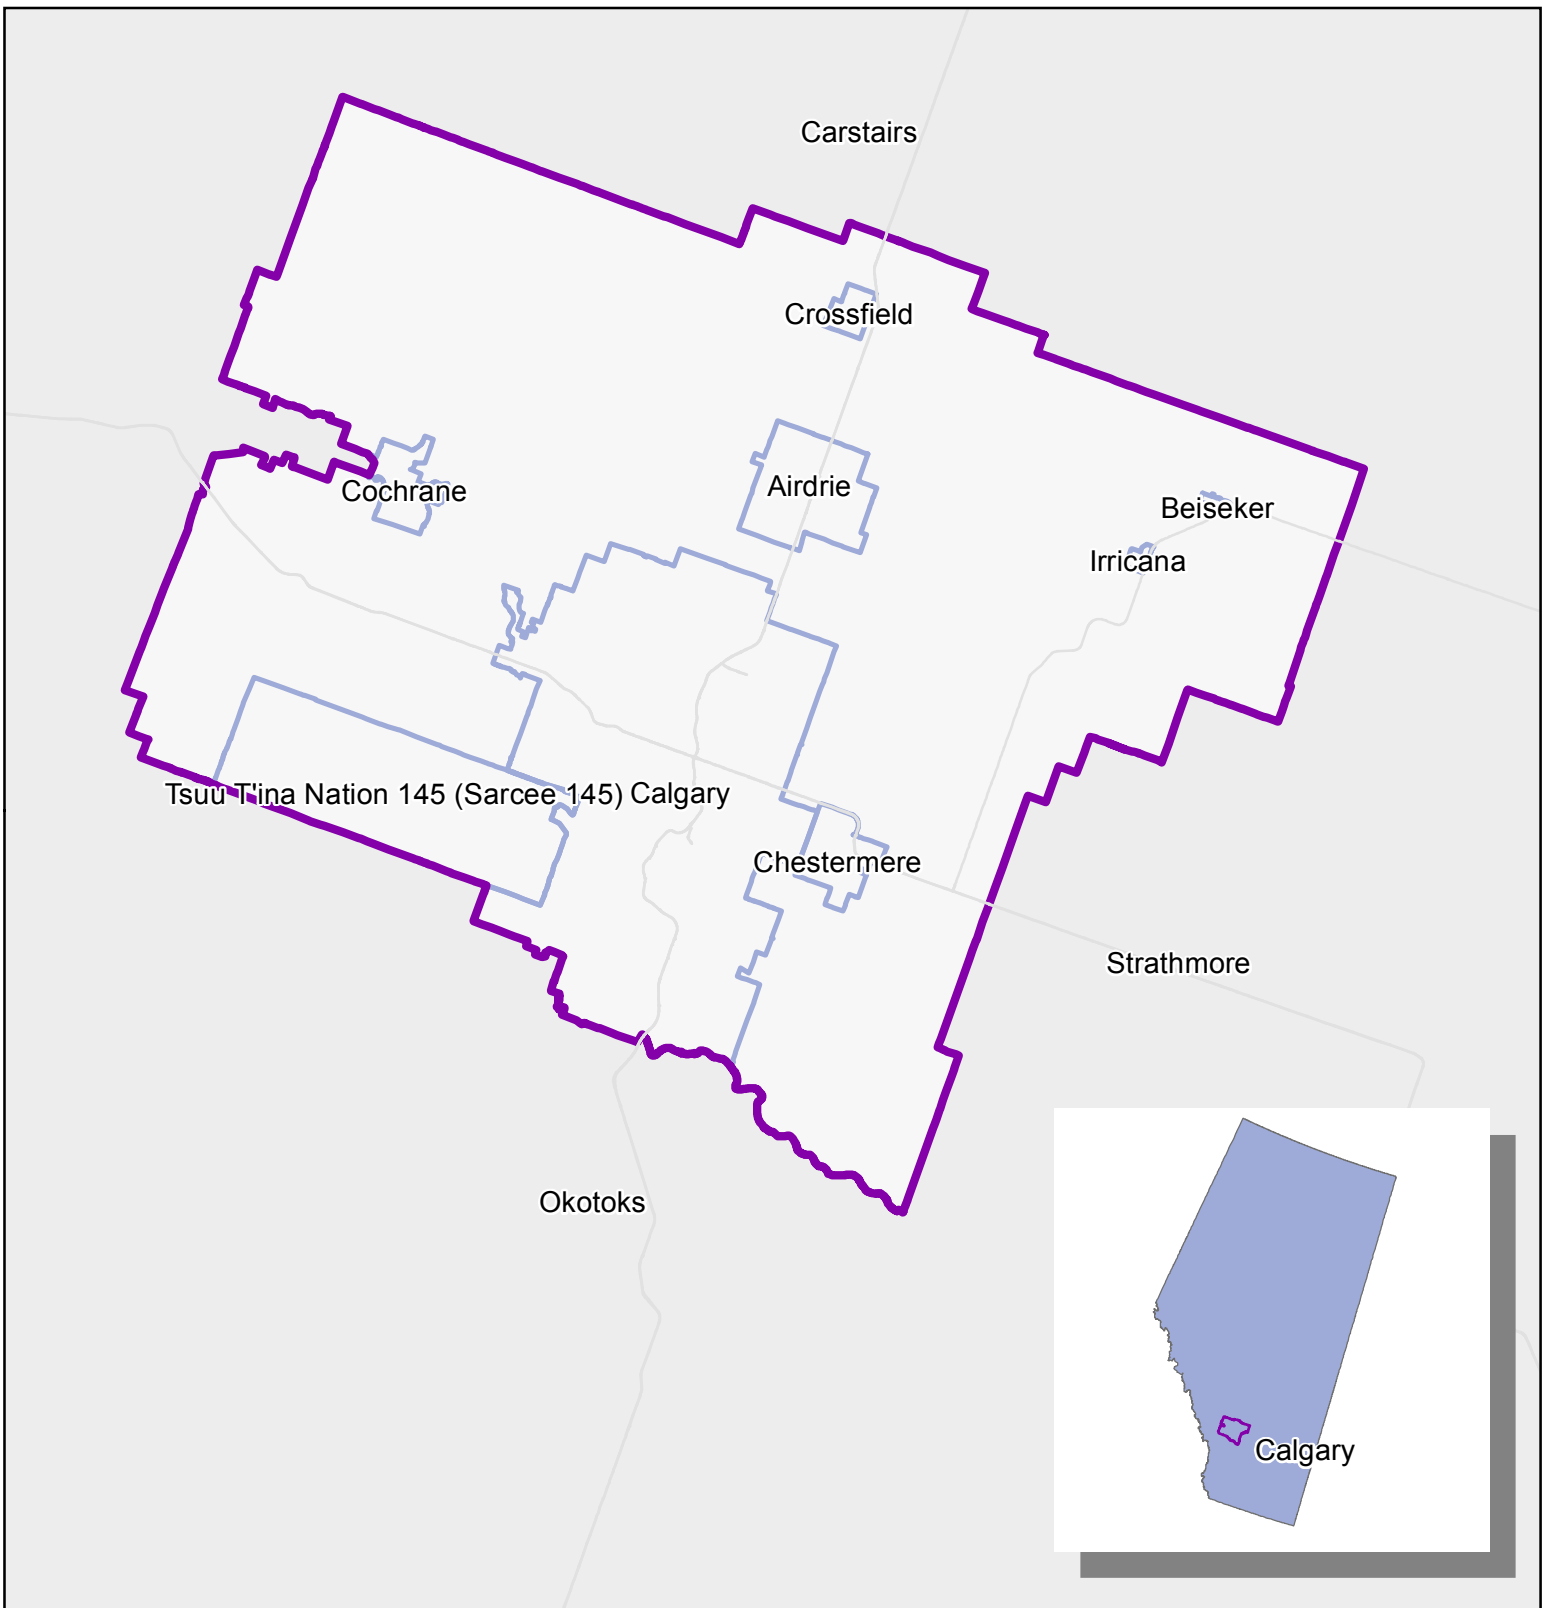 Carstairs
Crossfield
Airdrie
Cochrane
Beiseker
Irricana
Tsuu T'ina Nation 145 (Sarcee 145)
Calgary
Chestermere
Strathmore
Okotoks
Calgary